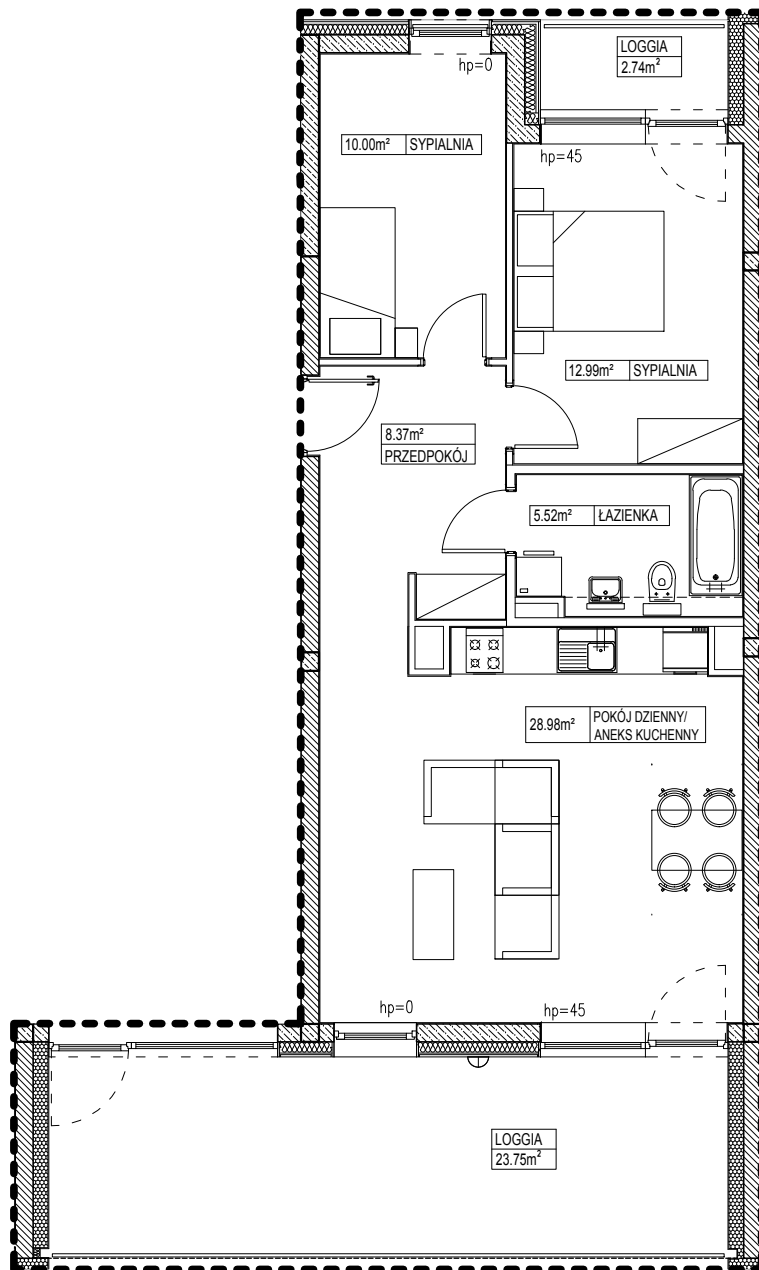 LOGGIA
2.74m²
hp=0
10.00m² SYPIALNIA
hp=45
12.99m² SYPIALNIA
8.37m²
PRZEDPOKÓJ
5.52m² ŁAZIENKA
28.98m² POKÓJ DZIENNY/
ANEKS KUCHENNY
hp=0
hp=45
LOGGIA
23.75m²